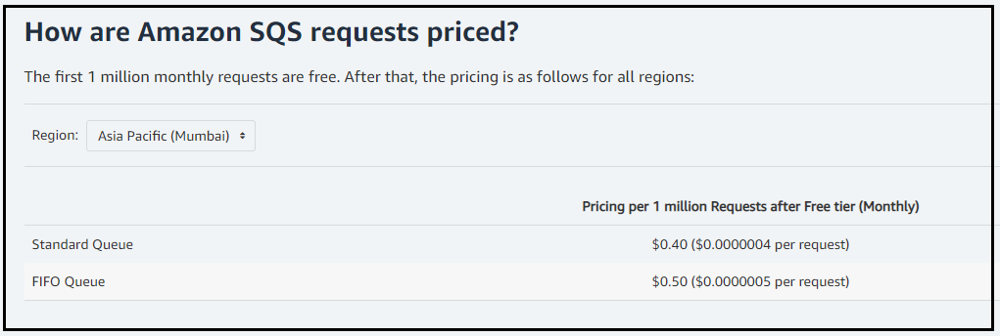 How are Amazon SQS requests priced?
The first 1 million monthly requests are free. After that, the pricing is as follows for all regions:
Region: Asia Pacific (Mumbai)
Pricing per 1 million Requests after Free tier (Monthly)
Standard Queue $0.40 ($0.0000004 per request)
FIFO Queue $0.50 ($0.0000005 per request)